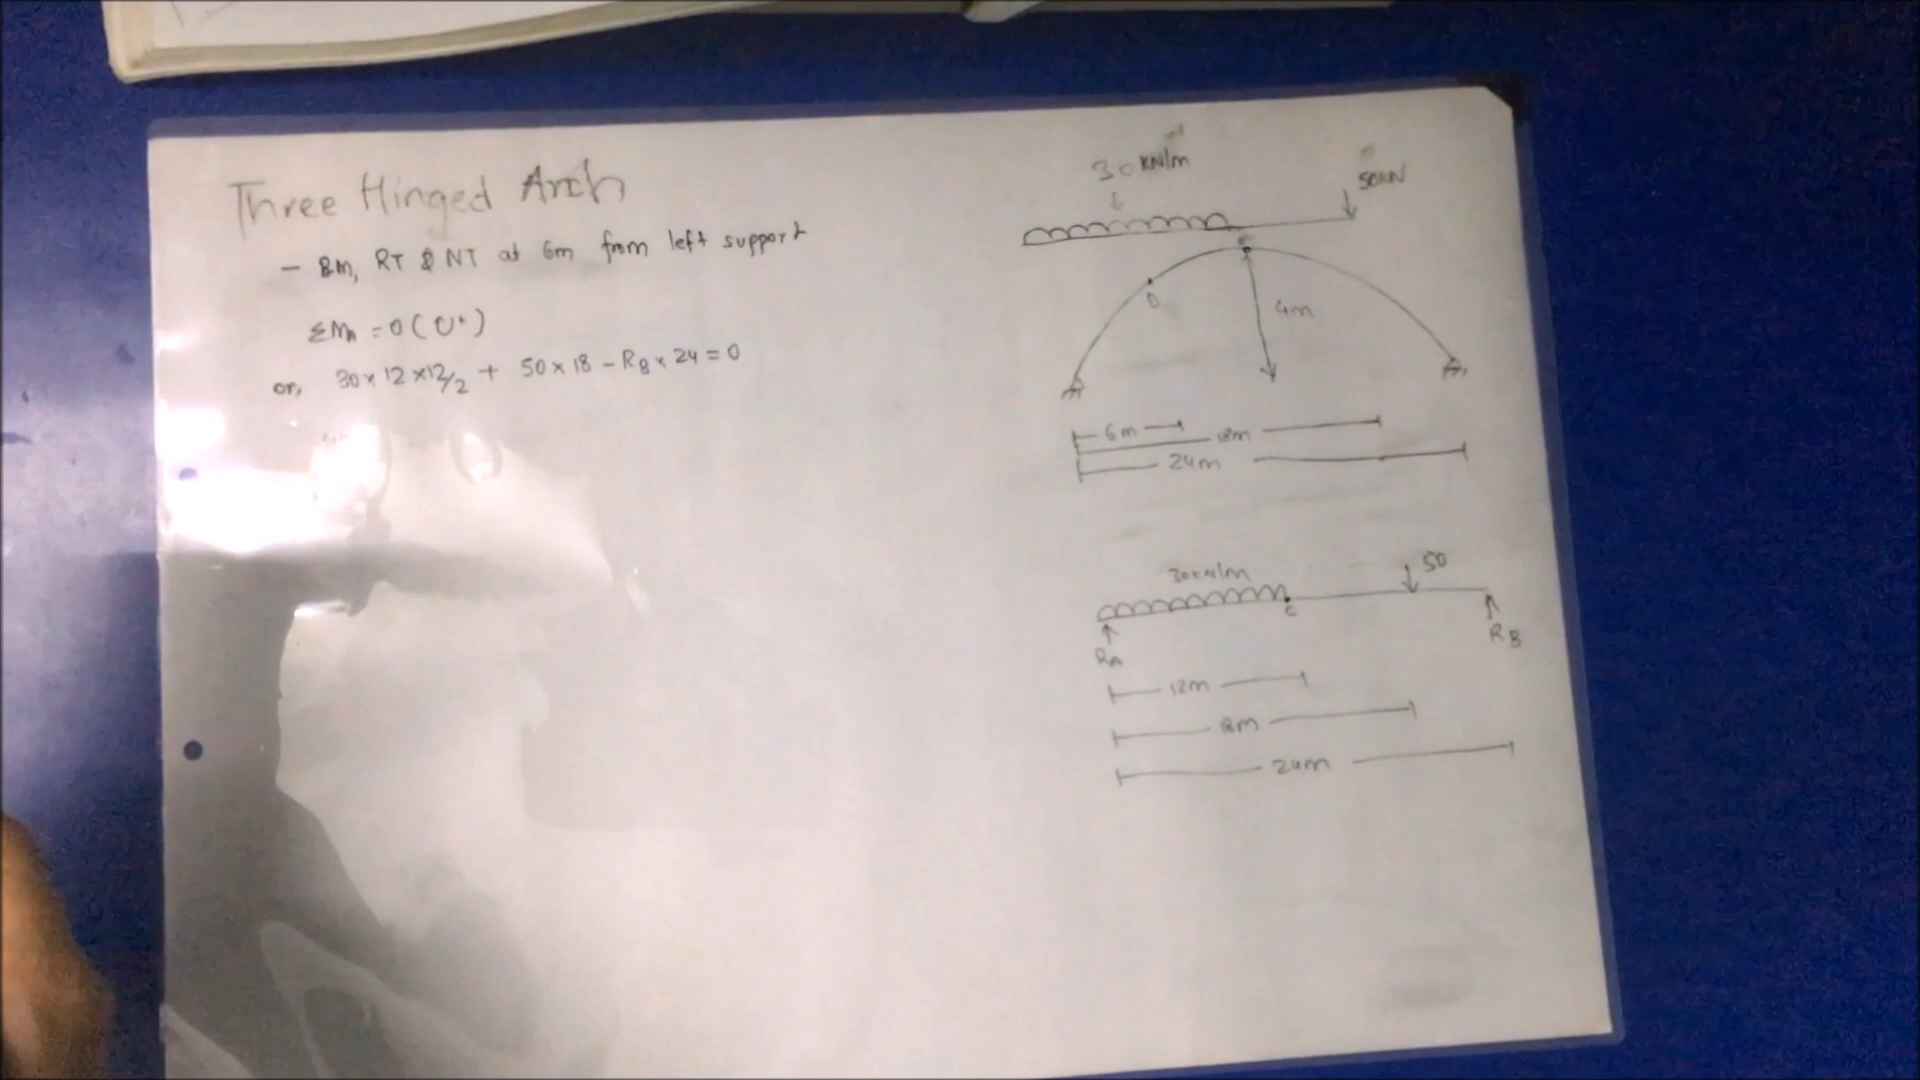 Three Hinged Arch
- BM, RT & NT at 6m from left support
ΣMA = 0 (↻+)
or, 30 × 12 × 12/2 + 50 × 18 - RB × 24 = 0
30 kN/m
50kN
C
D
4m
6m
18m
24m
30kN/m
50
C
RA
RB
12m
18m
24m